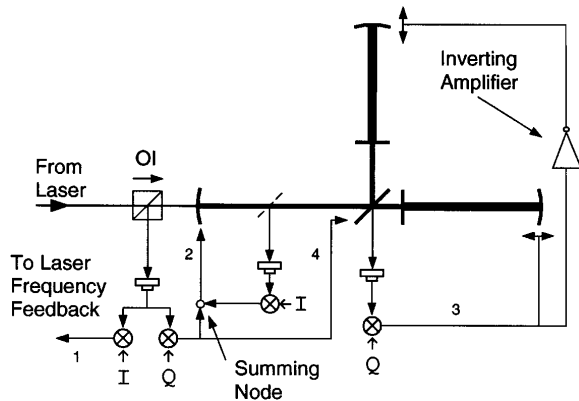 Inverting
Amplifier
OI
From
Laser
2
4
To Laser
Frequency
Feedback
I
3
1
I
Q
Summing
Node
Q